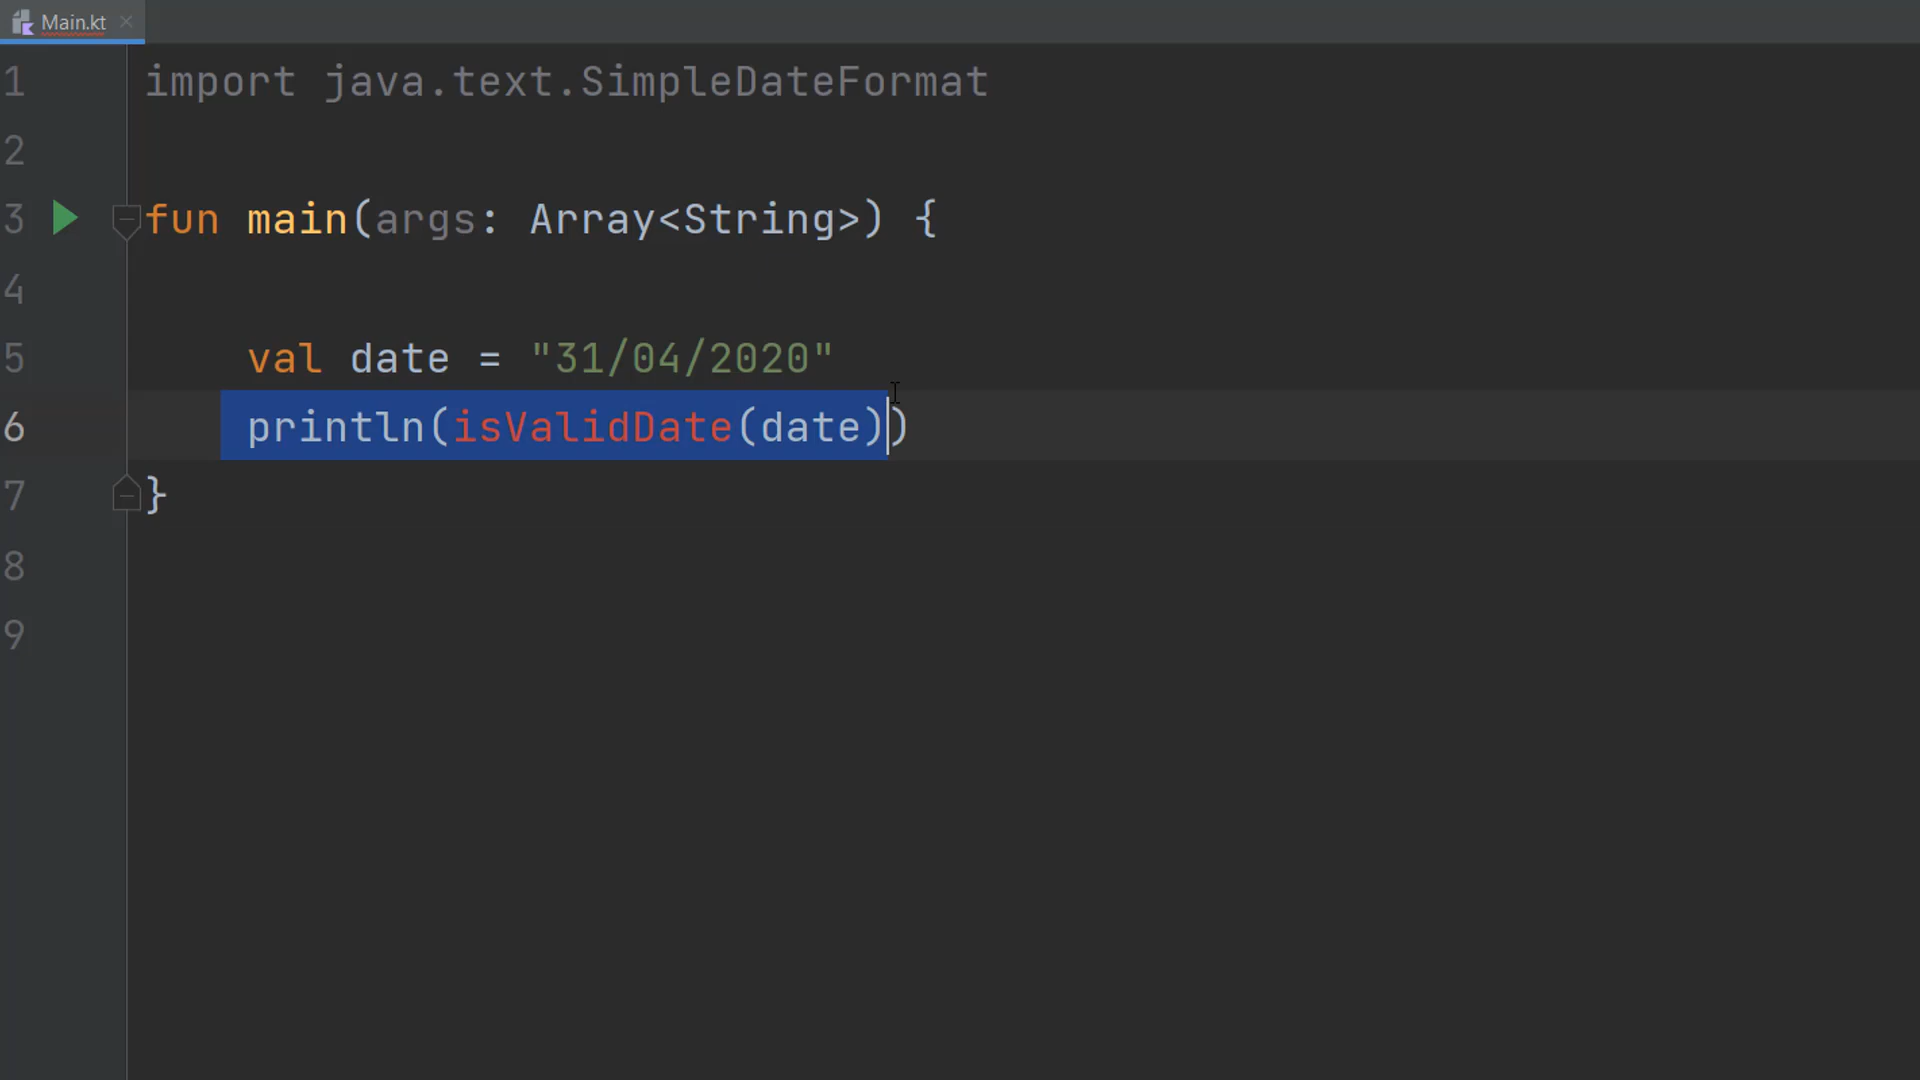 Main.kt
1 import java.text.SimpleDateFormat
2
3 fun main(args: Array<String>) {
4
5 val date = "31/04/2020"
6 println(isValidDate(date))
7 }
8
9